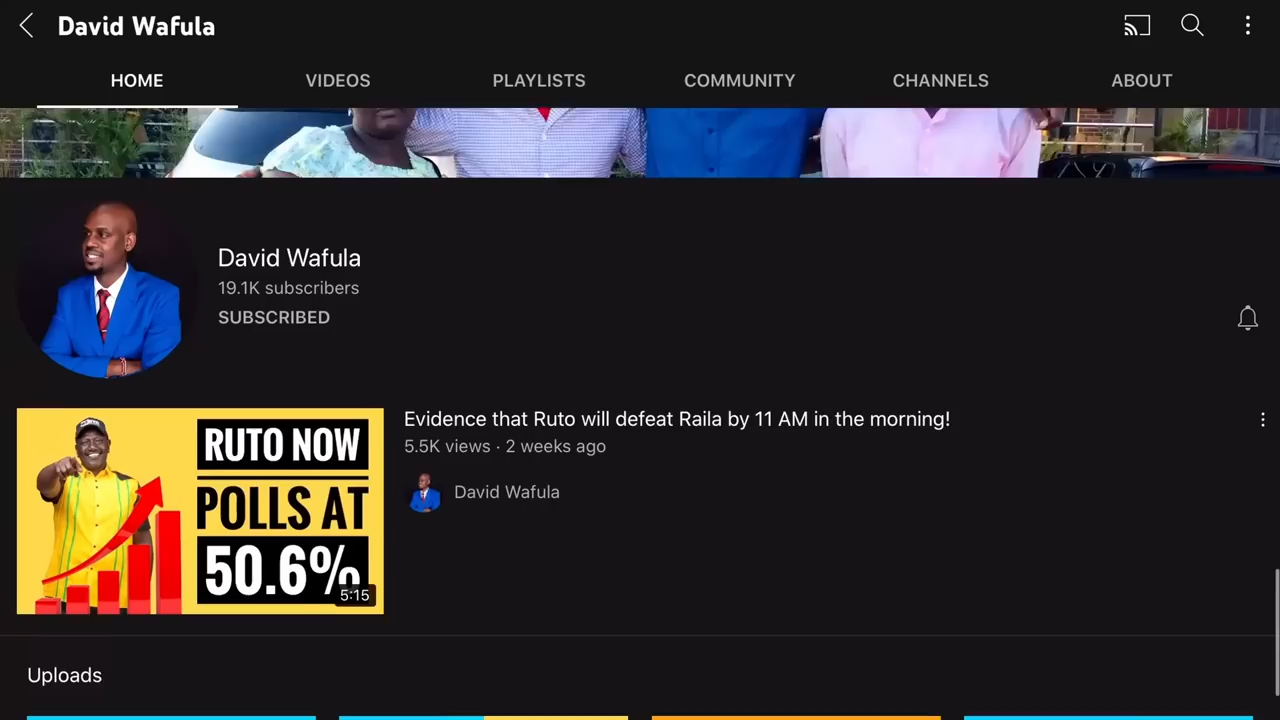 David Wafula
HOME VIDEOS PLAYLISTS COMMUNITY CHANNELS ABOUT
David Wafula
19.1K subscribers
SUBSCRIBED
RUTO NOW
POLLS AT
50.6%
5:15
Evidence that Ruto will defeat Raila by 11 AM in the morning!
5.5K views · 2 weeks ago
David Wafula
Uploads